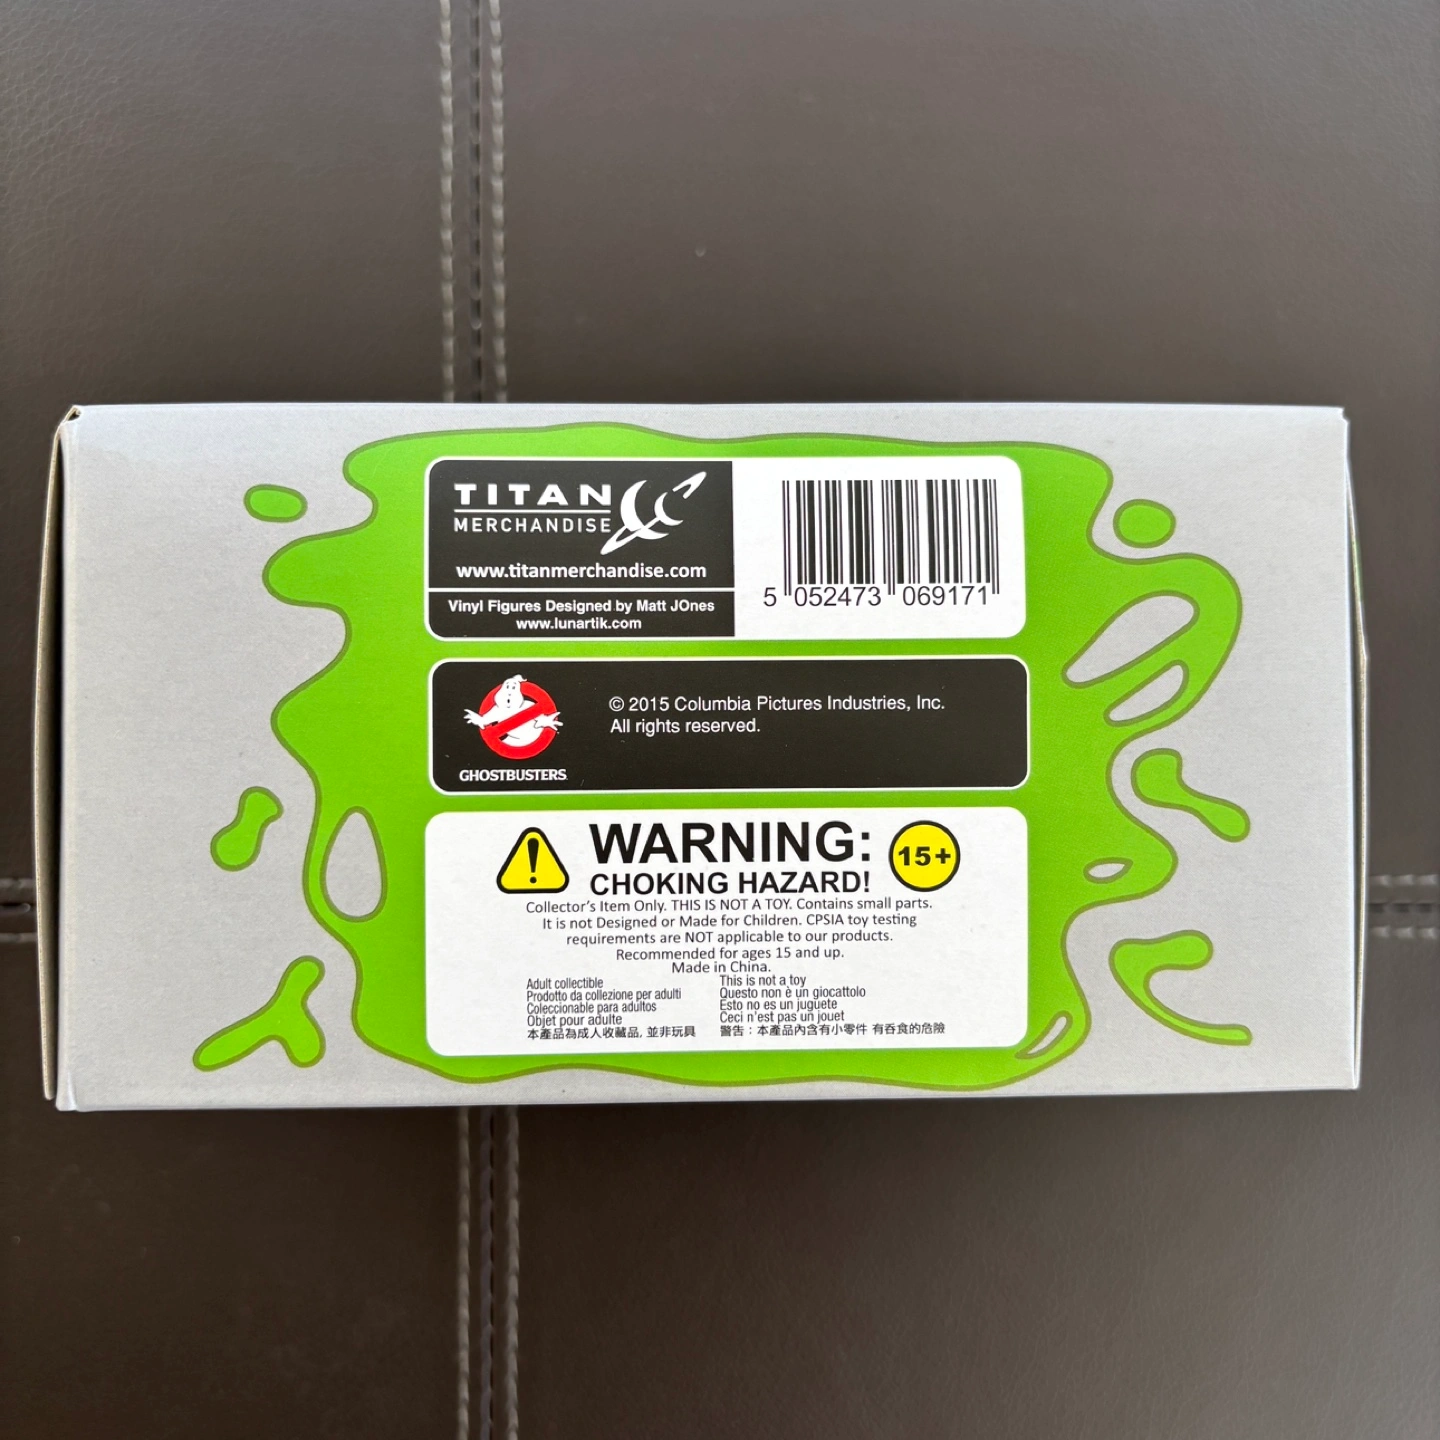 TITAN
MERCHANDISE
www.titanmerchandise.com
Vinyl Figures Designed by Matt JOnes
www.lunartik.com
5 052473 069171
GHOSTBUSTERS
© 2015 Columbia Pictures Industries, Inc.
All rights reserved.
WARNING:
CHOKING HAZARD!
15+
Collector's Item Only. THIS IS NOT A TOY. Contains small parts.
It is not Designed or Made for Children. CPSIA toy testing
requirements are NOT applicable to our products.
Recommended for ages 15 and up.
Made in China.
Adult collectible
Prodotto da collezione per adulti
Coleccionable para adultos
Objet pour adulte
本產品為成人收藏品, 並非玩具
This is not a toy
Questo non è un giocattolo
Esto no es un juguete
Ceci n'est pas un jouet
警告：本產品內含有小零件 有吞食的危險